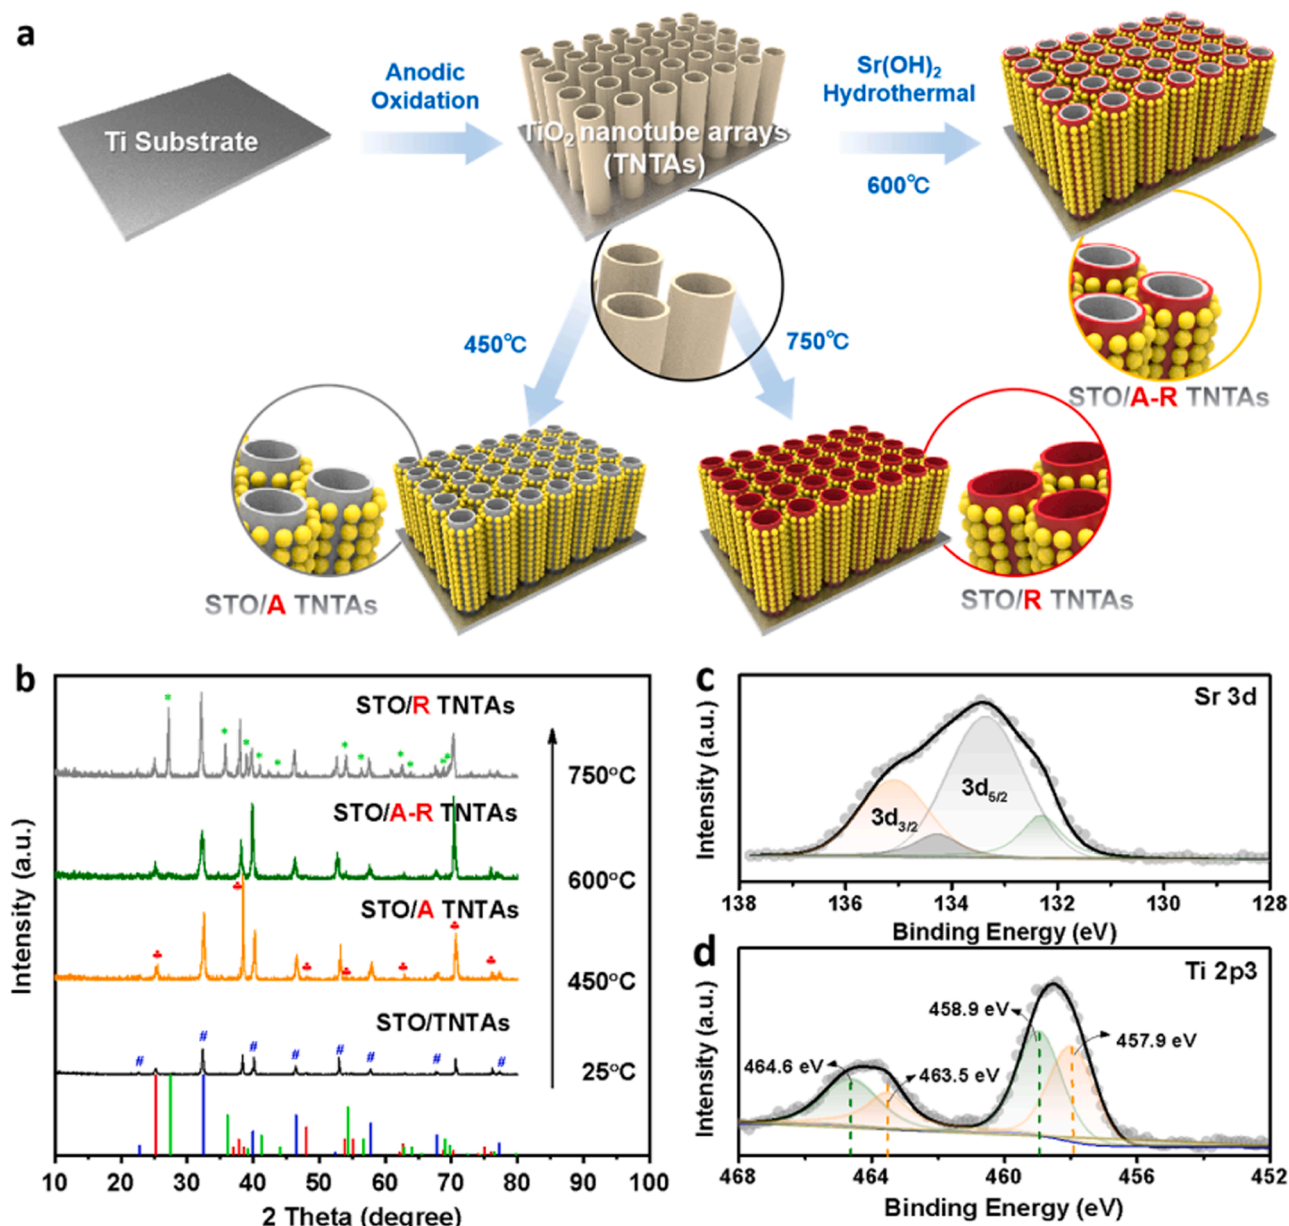 a
Ti Substrate
Anodic
Oxidation
TiO₂ nanotube arrays
(TNTAs)
Sr(OH)₂
Hydrothermal
600℃
450℃
750℃
STO/A-R TNTAs
STO/A TNTAs
STO/R TNTAs
b
Intensity (a.u.)
STO/R TNTAs
*
*
*
*
*
*
*
*
*
*
*
750°C
STO/A-R TNTAs
600°C
STO/A TNTAs
♣
♣
♣
♣
♣
♣
♣
450°C
STO/TNTAs
# # # # # # # #
25°C
10 20 30 40 50 60 70 80 90 100
2 Theta (degree)
c
Sr 3d
Intensity (a.u.)
3d5/2
3d3/2
138 136 134 132 130 128
Binding Energy (eV)
d
Ti 2p3
Intensity (a.u.)
458.9 eV
457.9 eV
464.6 eV
463.5 eV
468 464 460 456 452
Binding Energy (eV)